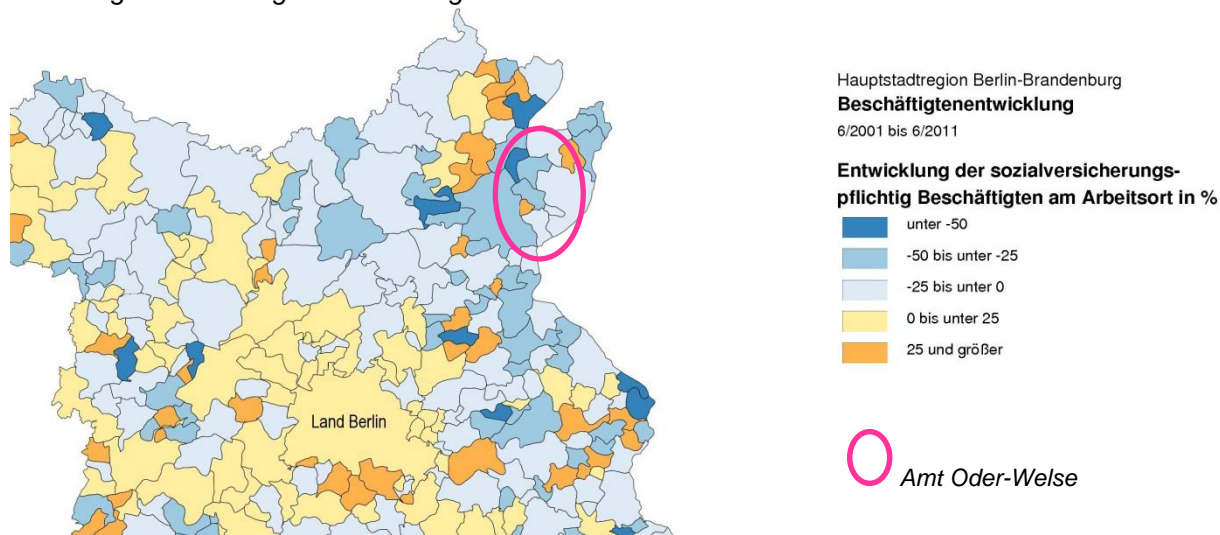 Land Berlin
Hauptstadtregion Berlin-Brandenburg
Beschäftigtenentwicklung
6/2001 bis 6/2011
Entwicklung der sozialversicherungs-
pflichtig Beschäftigten am Arbeitsort in %
unter -50
-50 bis unter -25
-25 bis unter 0
0 bis unter 25
25 und größer
Amt Oder-Welse